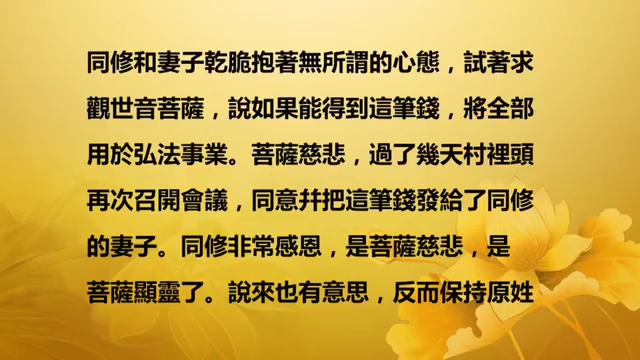 同修和妻子乾脆抱著無所謂的心態，試著求
觀世音菩薩，說如果能得到這筆錢，將全部
用於弘法事業。菩薩慈悲，過了幾天村裡頭
再次召開會議，同意幷把這筆錢發給了同修
的妻子。同修非常感恩，是菩薩慈悲，是
菩薩顯靈了。說來也有意思，反而保持原姓